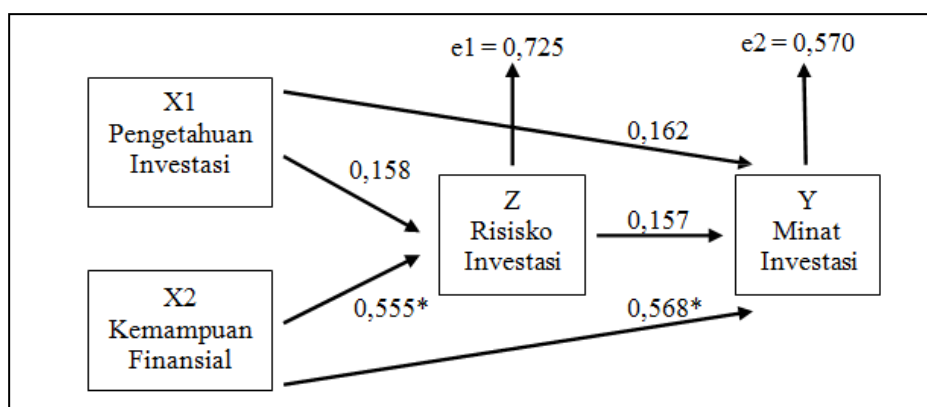 e1 = 0,725
e2 = 0,570
X1
Pengetahuan
Investasi
0,162
0,158
Z
Risisko
Investasi
0,157
Y
Minat
Investasi
X2
Kemampuan
Finansial
0,555*
0,568*